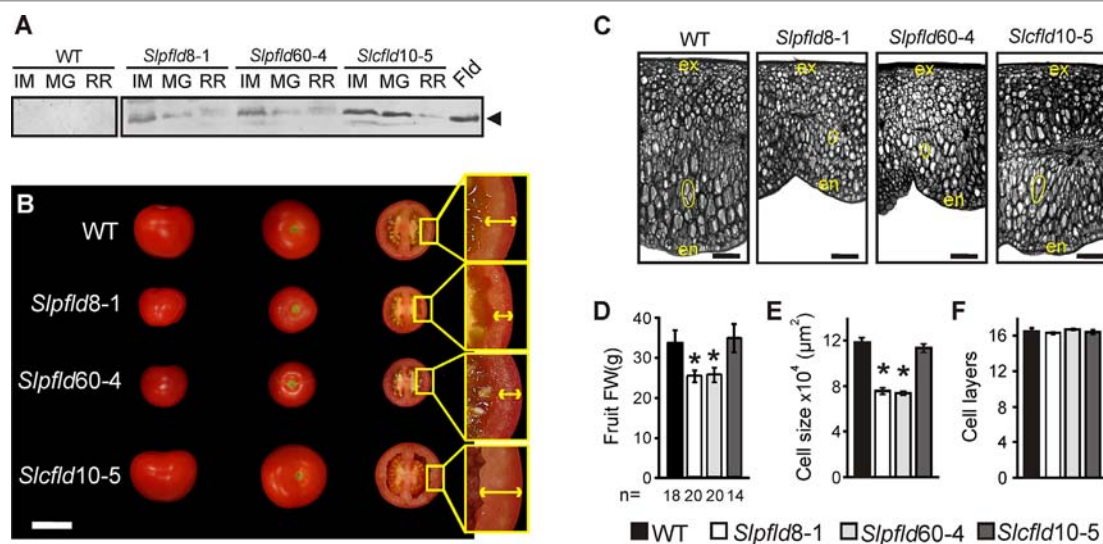 A
WT
Slpfld8-1
Slpfld60-4
Slcfld10-5
Fld
IM MG RR
IM MG RR
IM MG RR
IM MG RR
B
WT
Slpfld8-1
Slpfld60-4
Slcfld10-5
C
WT
Slpfld8-1
Slpfld60-4
Slcfld10-5
ex
ex
ex
ex
en
en
en
en
D
Fruit FW(g)
40
30
20
10
0
* *
n= 18 20 20 14
E
Cell size x10⁴ (µm²)
12
8
4
0
* *
F
Cell layers
16
12
8
4
0
WT Slpfld8-1 Slpfld60-4 Slcfld10-5